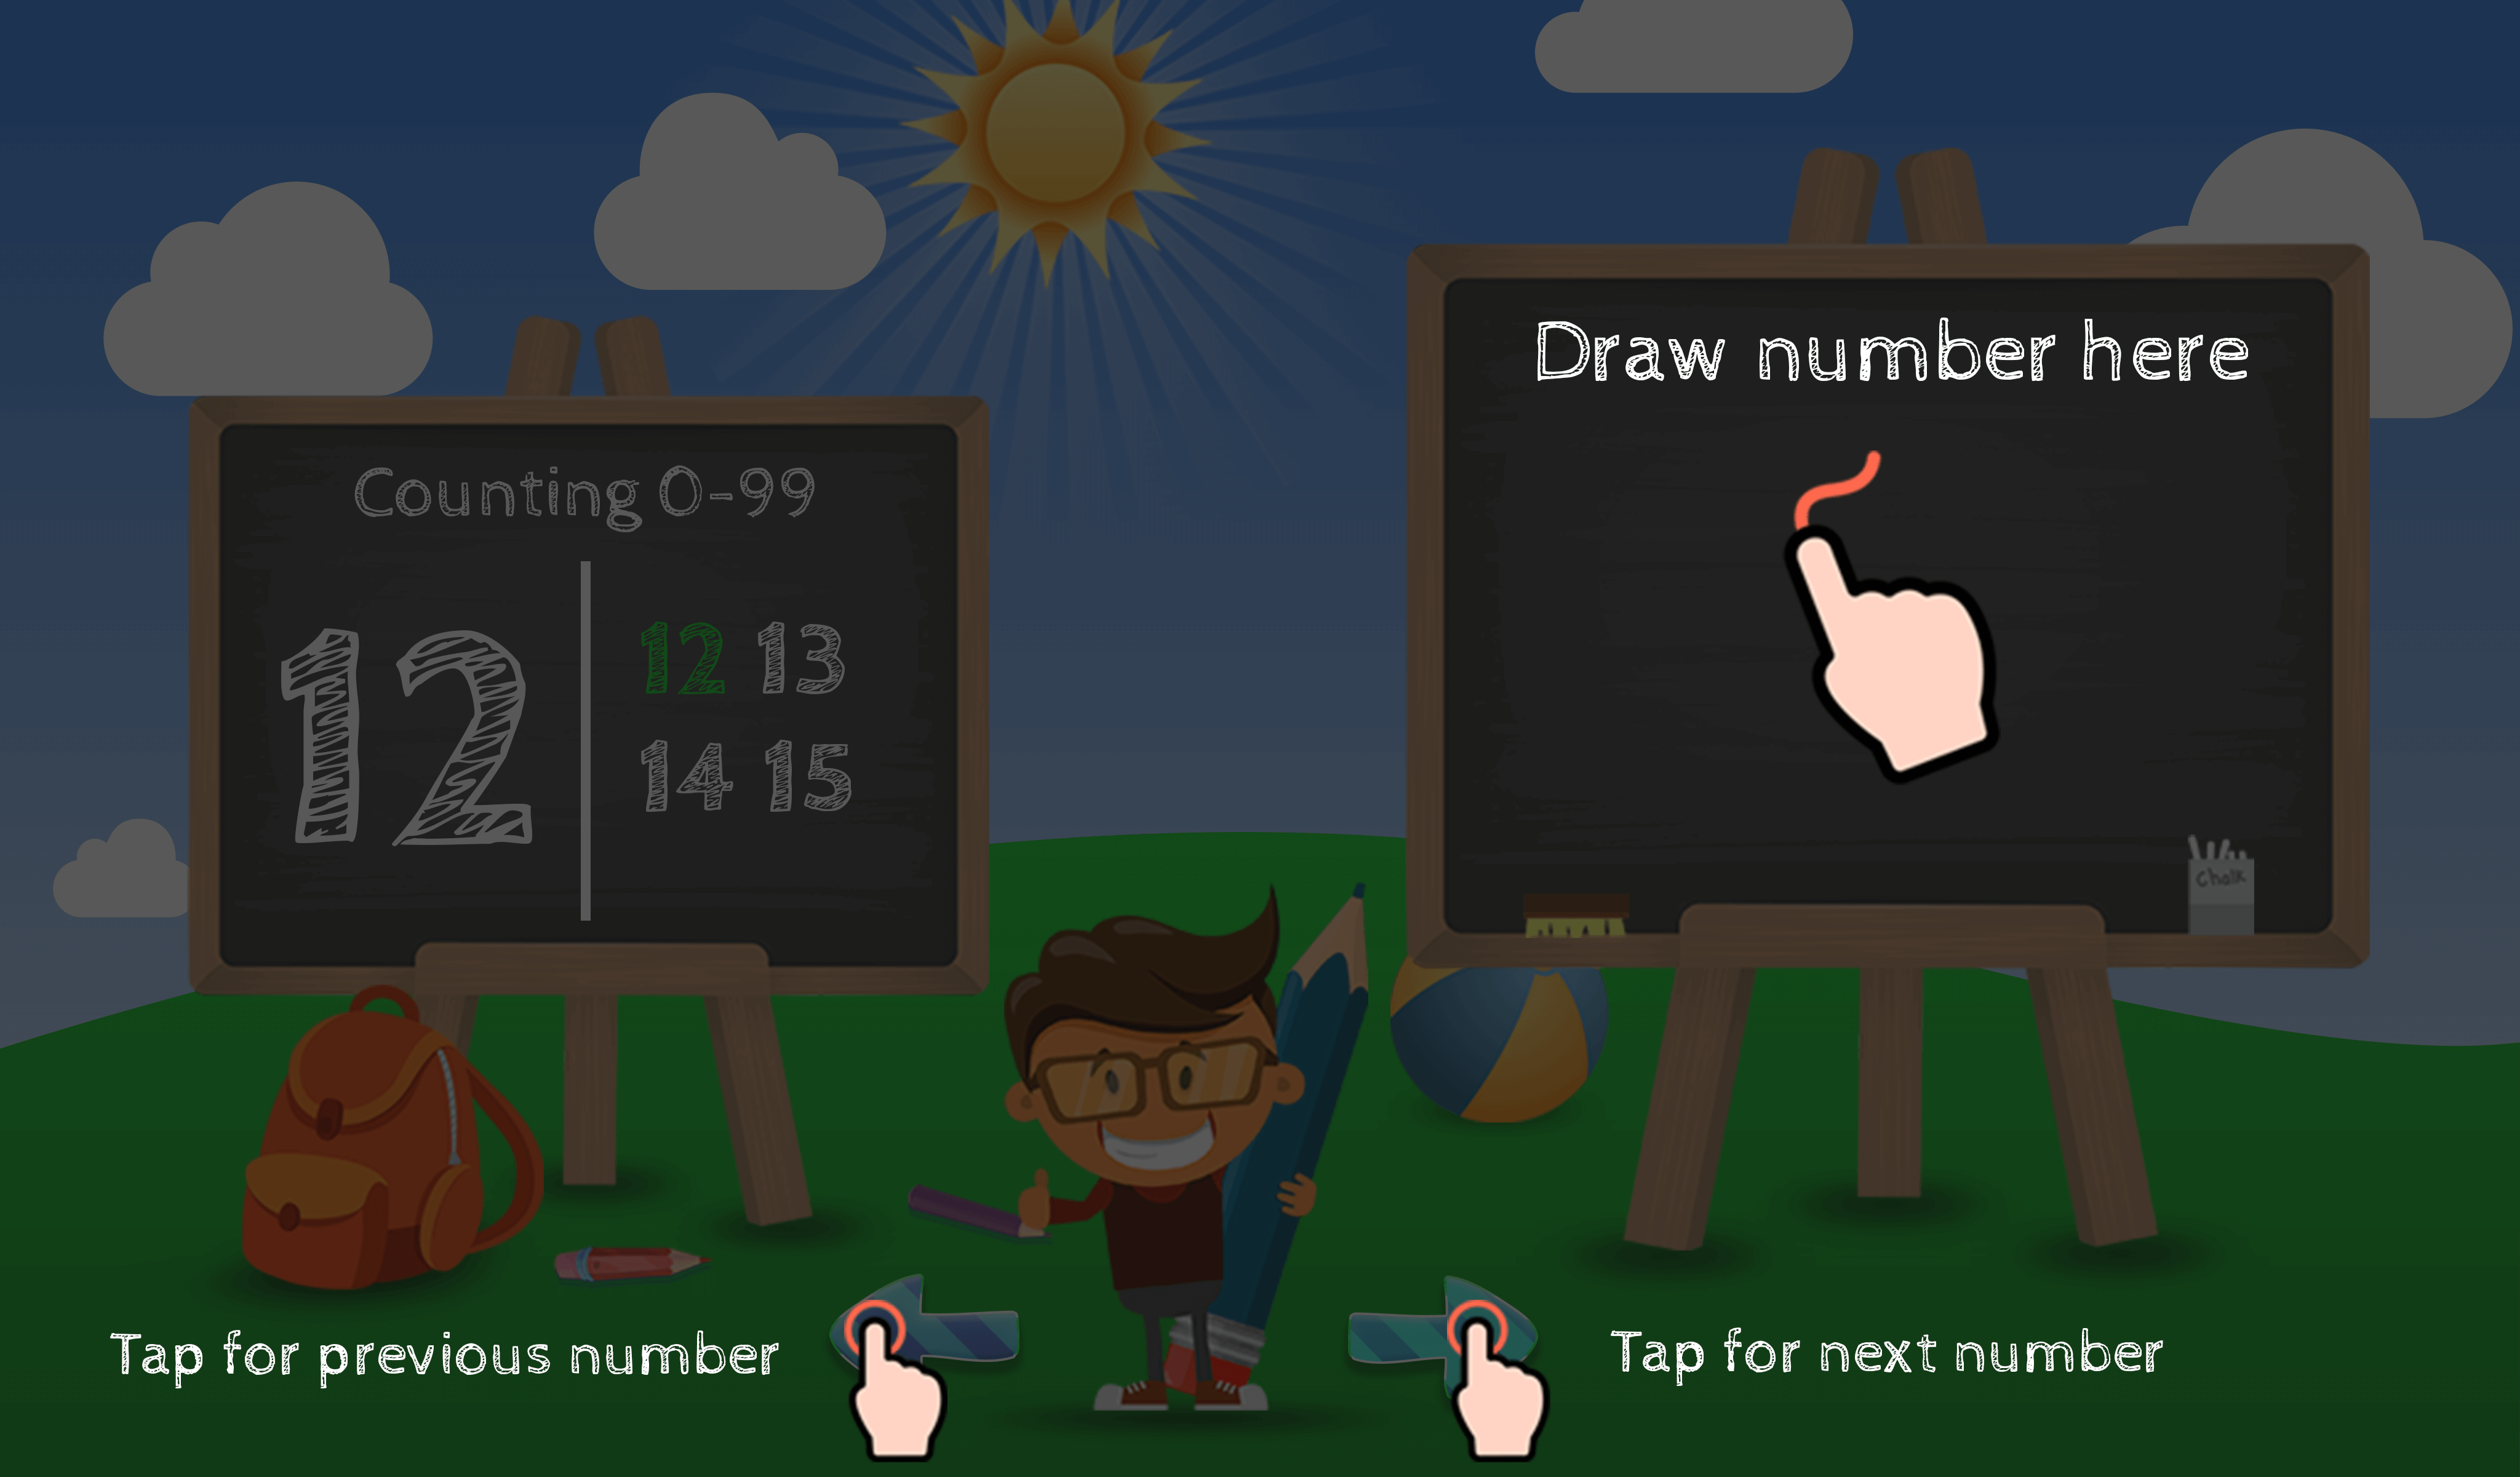 Counting 0-99
12
12 13
14 15
Draw number here
Chalk
Tap for previous number
Tap for next number